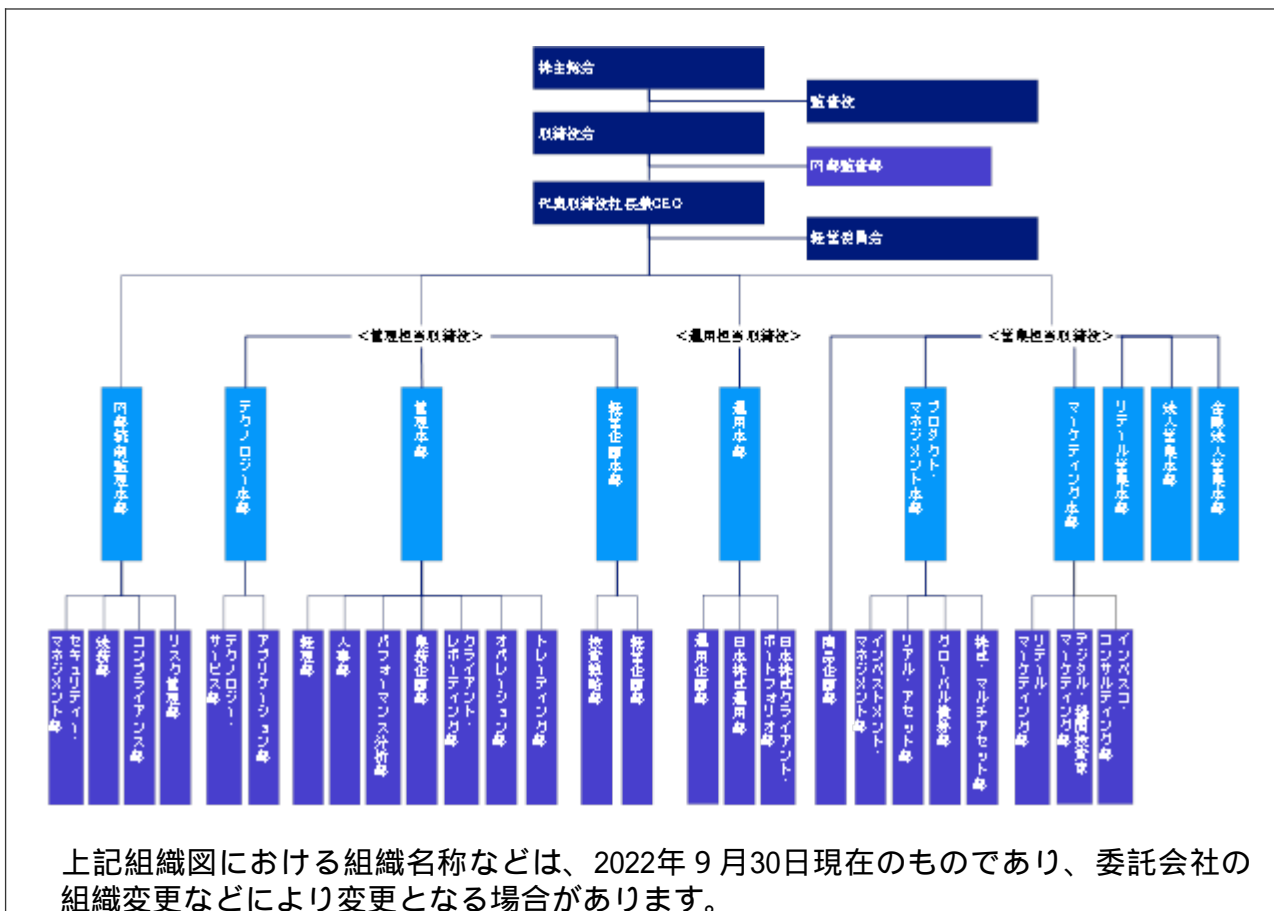 株主総会
監査役
取締役会
内部監査部
代表取締役社長兼CEO
経営委員会
＜管理担当取締役＞
＜運用担当取締役＞
＜営業担当取締役＞
内部統制監理本部
テクノロジー本部
管理本部
経営企画本部
運用本部
プロダクト・
マネジメント本部
マーケティング本部
リテール営業本部
法人営業本部
金融法人営業本部
セキュリティー・
マネジメント部
法務部
コンプライアンス部
リスク管理部
テクノロジー・
サービス部
アプリケーション部
経理部
人事部
パフォーマンス分析部
業務企画部
クライアント・
レポーティング部
オペレーション部
トレーディング部
政策戦略部
経営企画部
運用企画部
日本株式運用部
日本株式クライアント・
ポートフォリオ部
商品企画部
インベストメント・
マネジメント部
リアル・アセット部
グローバル債券部
株式・マルチアセット部
リテール・
マーケティング部
デジタル・機関投資家
マーケティング部
インベスコ・
コンサルティング部
上記組織図における組織名称などは、2022年９月30日現在のものであり、委託会社の
組織変更などにより変更となる場合があります。